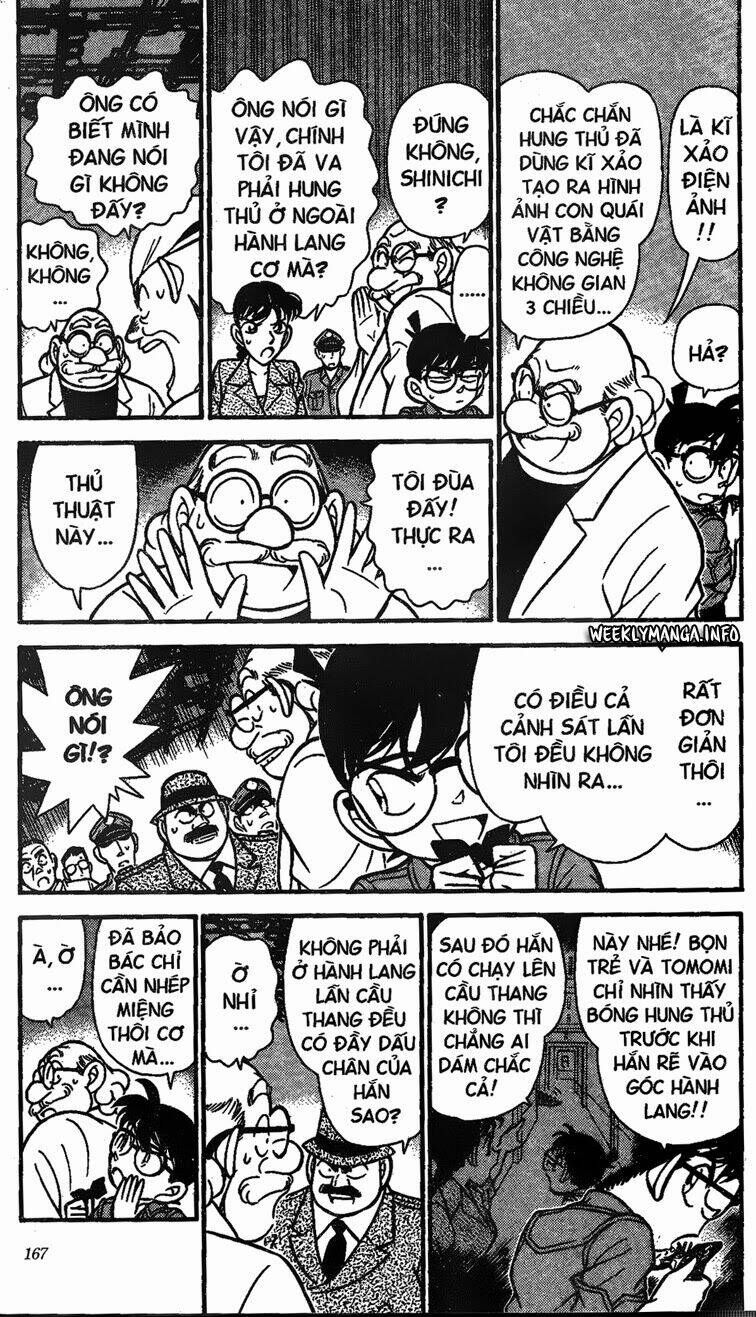 LÀ KĨ
XẢO
ĐIỆN
ẢNH!
!!
CHẮC CHẮN
HUNG THỦ ĐÃ
DÙNG KĨ XẢO
TẠO RA HÌNH
ẢNH CON QUÁI
VẬT BẰNG
CÔNG NGHỆ
KHÔNG GIAN
3 CHIỀU...
HẢ?
ĐÚNG
KHÔNG,
SHINICHI
?
......
ÔNG NÓI GÌ
VẬY, CHÍNH
TÔI ĐÃ VA
PHẢI HUNG
THỦ Ở NGOÀI
HÀNH LANG
CƠ MÀ?
ÔNG CÓ
BIẾT MÌNH
ĐANG NÓI
GÌ KHÔNG
ĐẤY?
KHÔNG,
KHÔNG
...
TÔI ĐÙA
ĐẤY!
THỰC RA
...
THỦ
THUẬT
NÀY...
WEEKLYMANGA.INFO
RẤT
ĐƠN
GIẢN
THÔI
...
CÓ ĐIỀU CẢ
CẢNH SÁT LẪN
TÔI ĐỀU KHÔNG
NHÌN RA...
ÔNG
NÓI
GÌ!?
NÀY NHÉ! BỌN
TRẺ VÀ TOMOMI
CHỈ NHÌN THẤY
BÓNG HUNG THỦ
TRƯỚC KHI
HẮN RẼ VÀO
GÓC HÀNH
LANG!!
SAU ĐÓ HẮN
CÓ CHẠY LÊN
CẦU THANG
KHÔNG THÌ
CHẲNG AI
DÁM CHẮC
CẢ!
KHÔNG PHẢI
Ở HÀNH LANG
LẪN CẦU
THANG ĐỀU
CÓ ĐẦY DẤU
CHÂN CỦA
HẮN
SAO?
Ờ
NHỈ
...
ĐÃ BẢO
BÁC CHỈ
CẦN NHÉP
MIỆNG
THÔI CƠ
MÀ...
À, Ờ
...
167